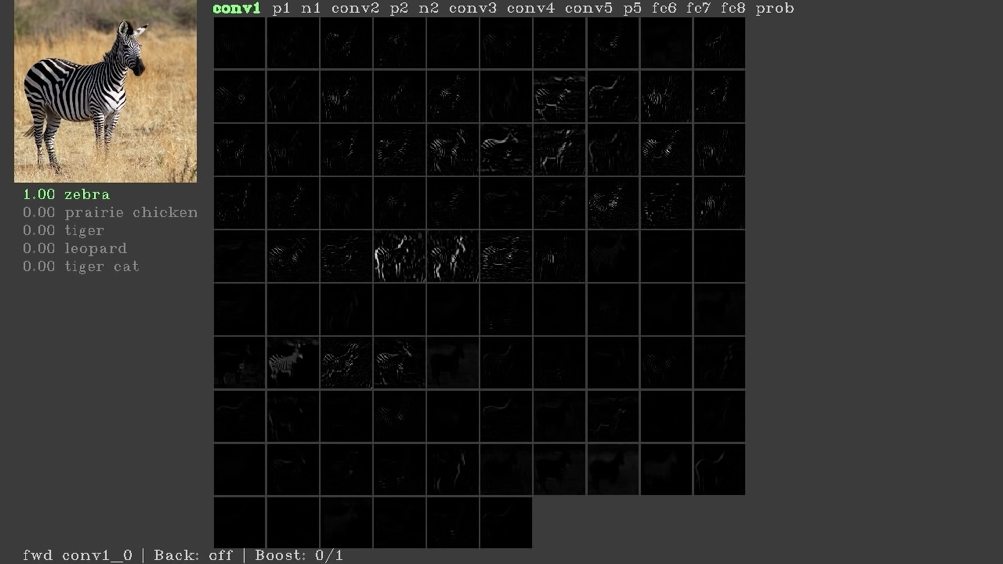 conv1 p1 n1 conv2 p2 n2 conv3 conv4 conv5 p5 fc6 fc7 fc8 prob
1.00 zebra
0.00 prairie chicken
0.00 tiger
0.00 leopard
0.00 tiger cat
fwd conv1_0 | Back: off | Boost: 0/1